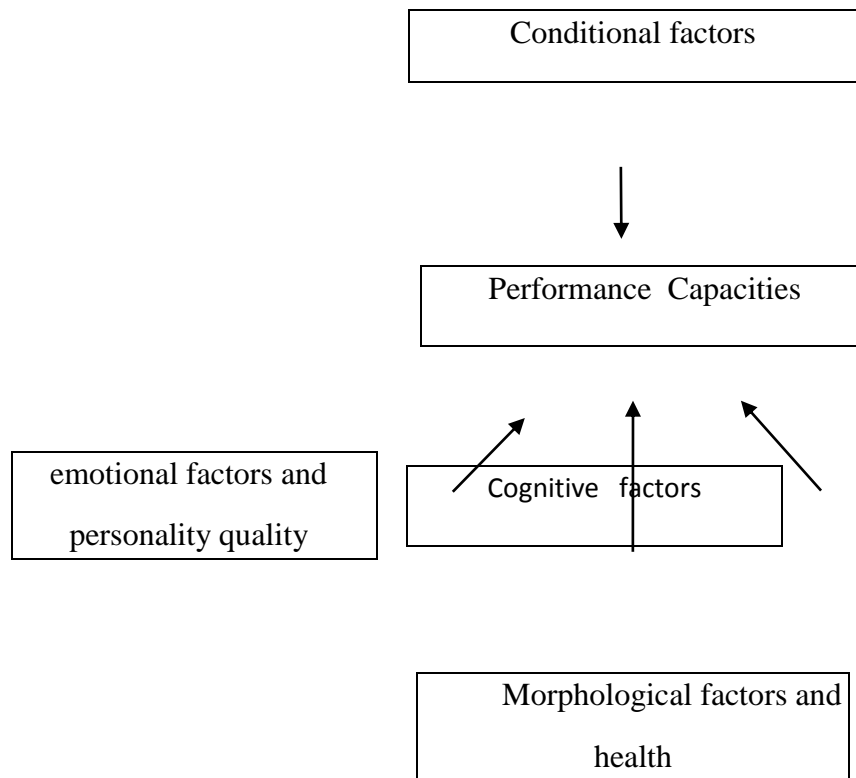 Conditional factors
Performance Capacities
emotional factors and
personality quality
Cognitive factors
Morphological factors and
health